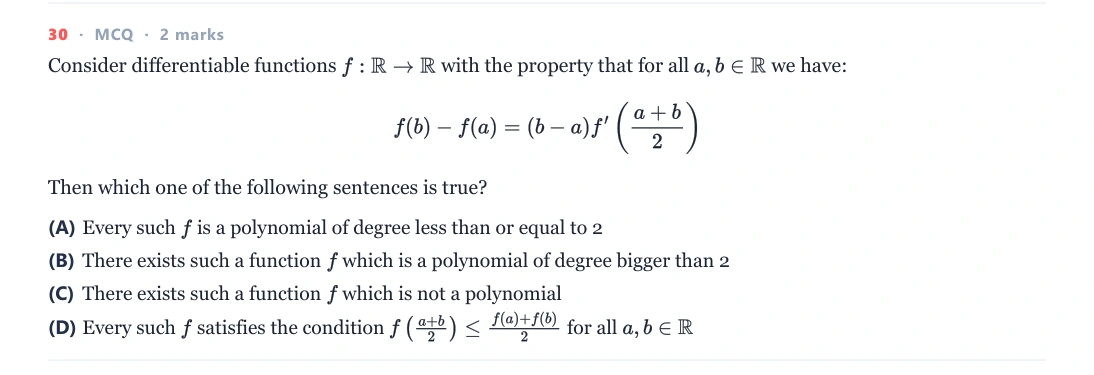 30 · MCQ · 2 marks
Consider differentiable functions f : ℝ → ℝ with the property that for all a, b ∈ ℝ we have:
f(b) − f(a) = (b − a)f′((a + b)/2)
Then which one of the following sentences is true?
(A) Every such f is a polynomial of degree less than or equal to 2
(B) There exists such a function f which is a polynomial of degree bigger than 2
(C) There exists such a function f which is not a polynomial
(D) Every such f satisfies the condition f((a+b)/2) ≤ (f(a)+f(b))/2 for all a, b ∈ ℝ